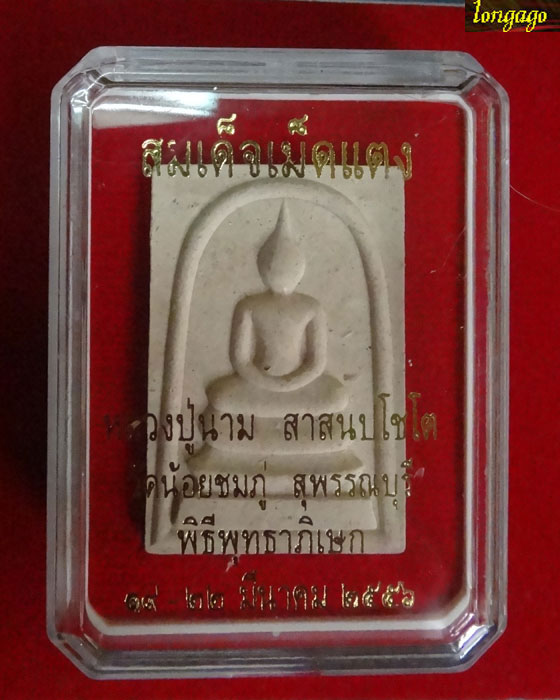 longago
สมเด็จเม็ดแตง
หลวงปู่นาม สาสนปโชโต
วัดน้อยชมภู่ สุพรรณบุรี
พิธีพุทธาภิเษก
๑๙ - ๒๒ มีนาคม ๒๕๕๖